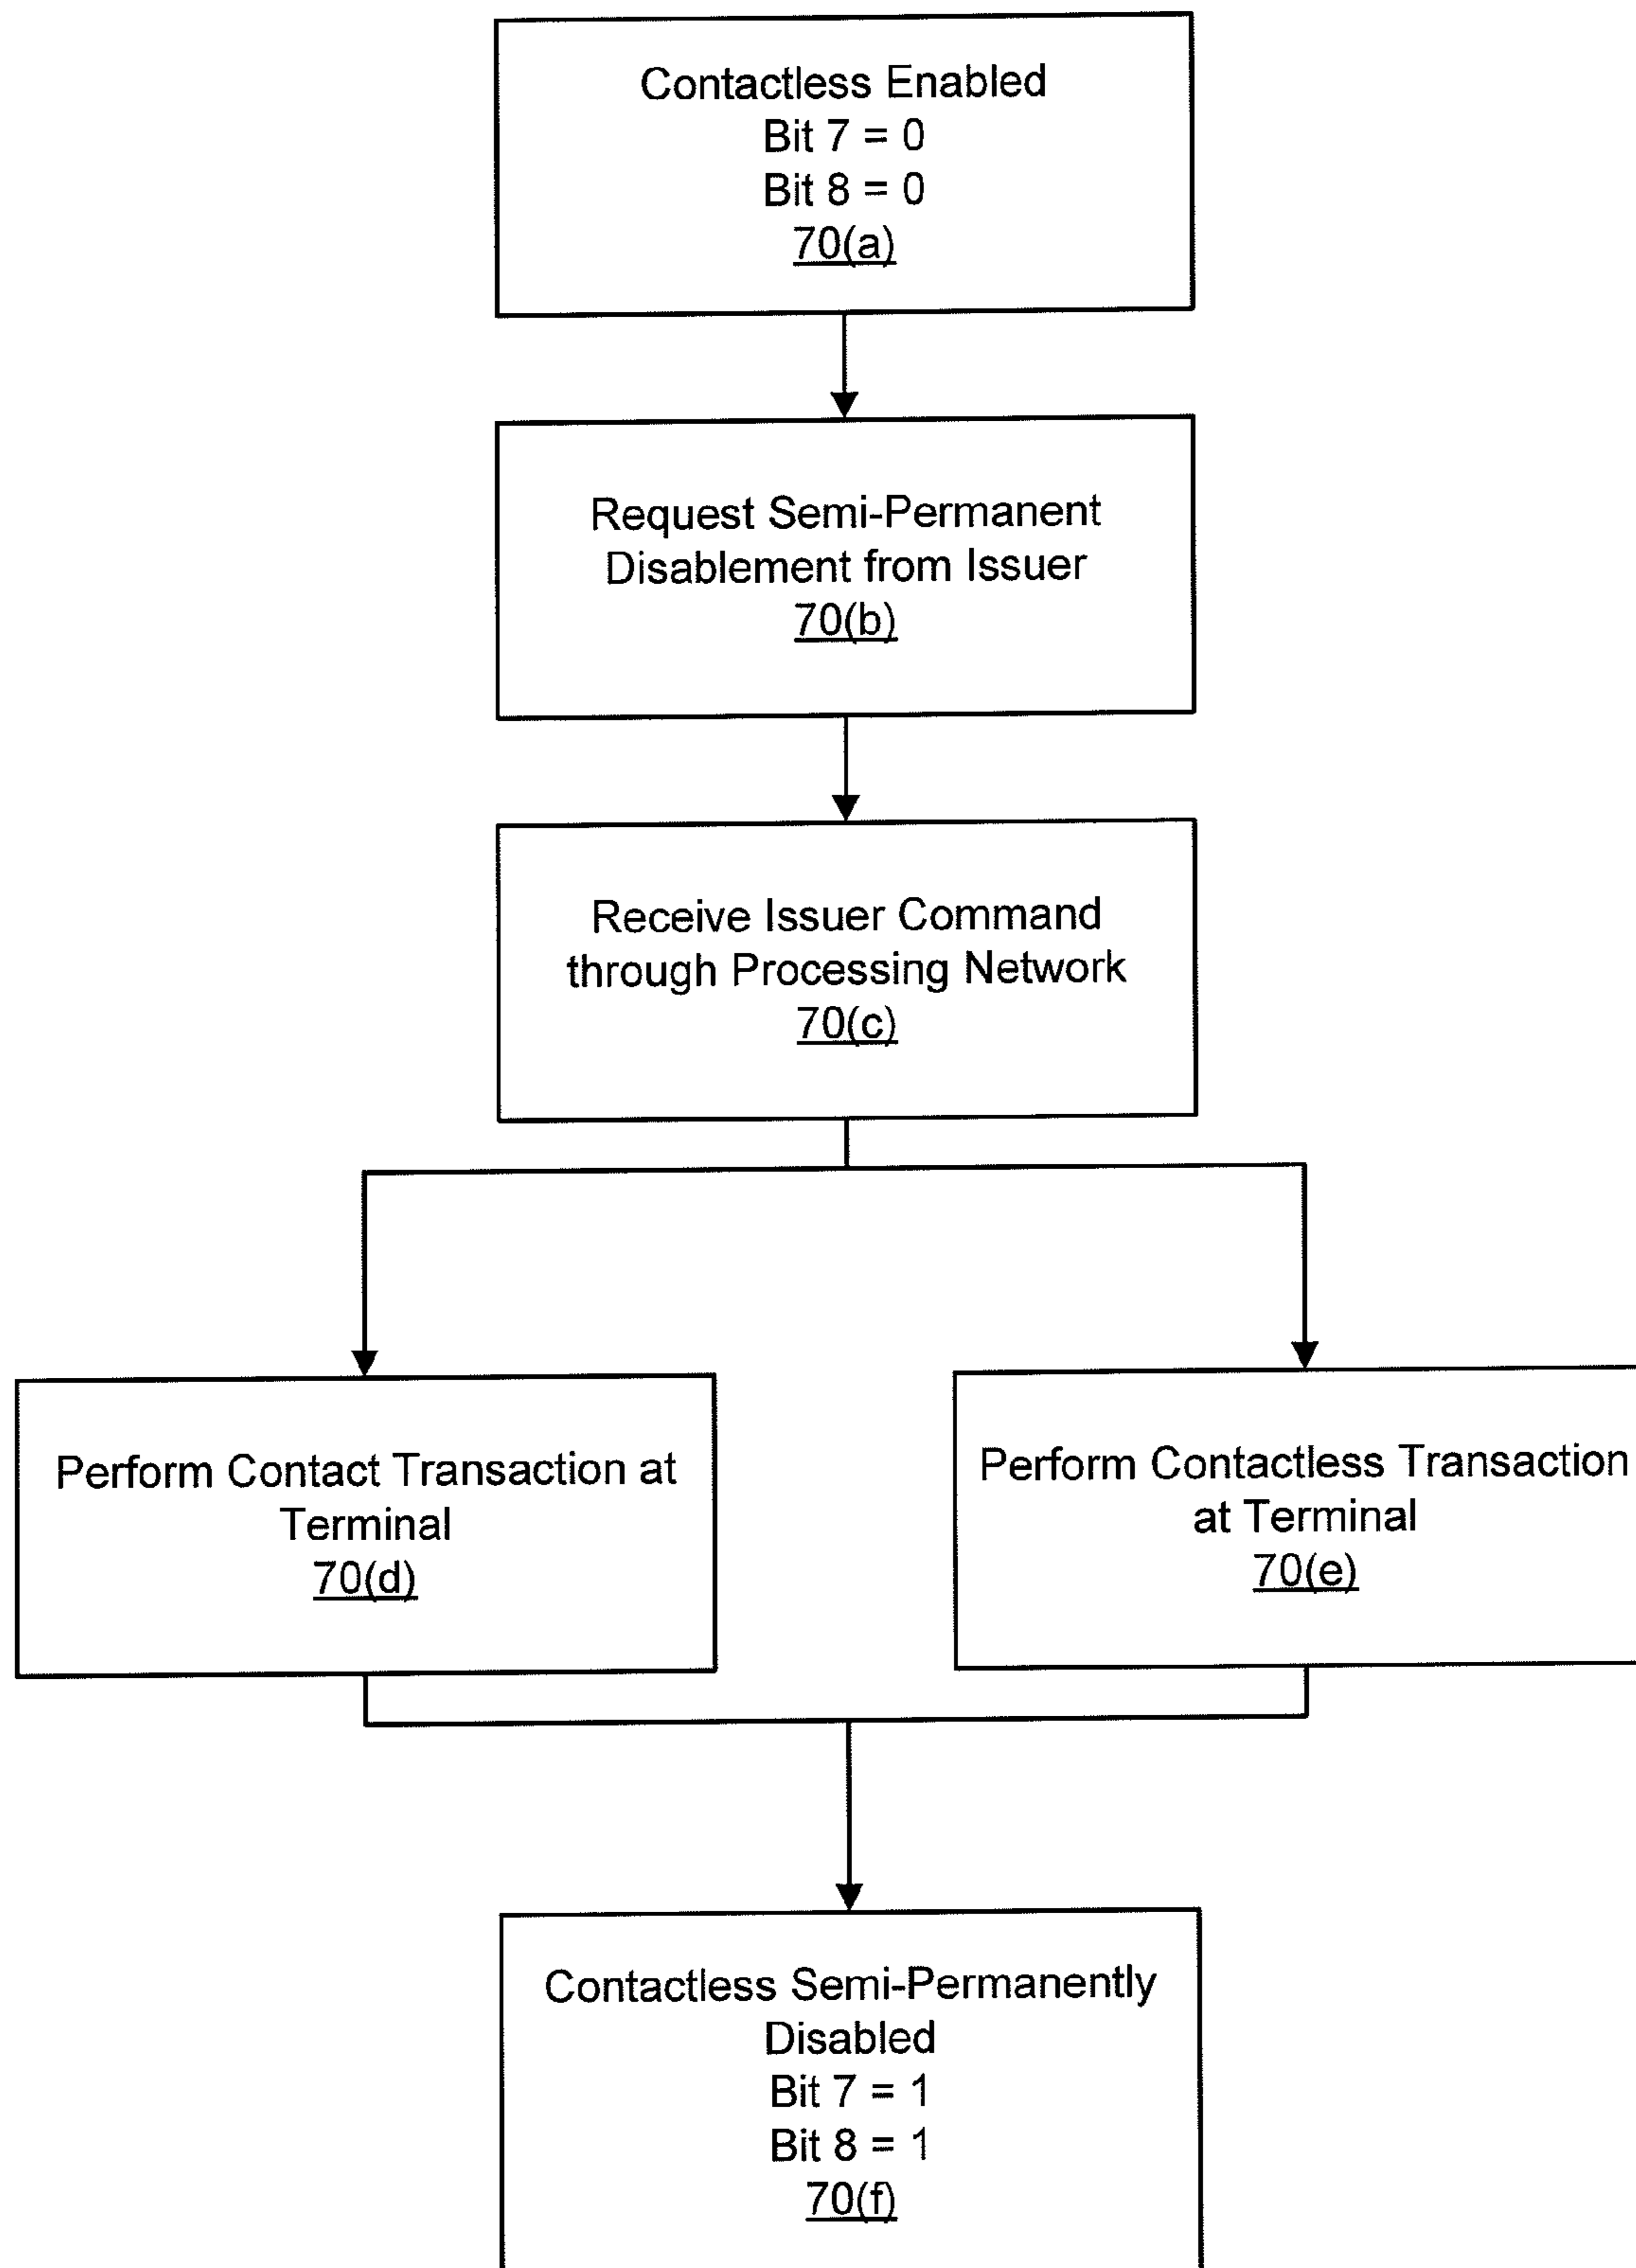 Contactless Enabled
Bit 7 = 0
Bit 8 = 0
70(a)
Request Semi-Permanent
Disablement from Issuer
70(b)
Receive Issuer Command
through Processing Network
70(c)
Perform Contact Transaction at
Terminal
70(d)
Perform Contactless Transaction
at Terminal
70(e)
Contactless Semi-Permanently
Disabled
Bit 7 = 1
Bit 8 = 1
70(f)